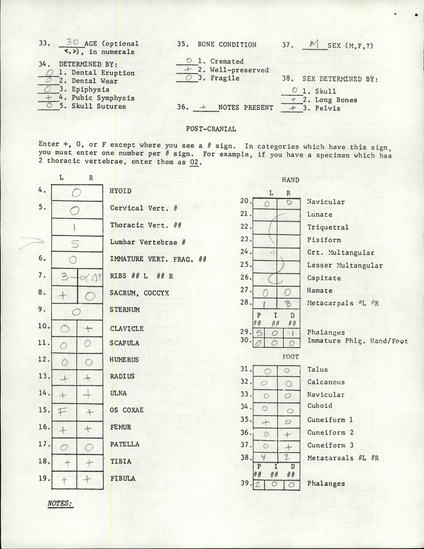 33. 30 AGE (optional
<,>), in numerals
34. DETERMINED BY:
0 1. Dental Eruption
0 2. Dental Wear
0 3. Epiphysis
+ 4. Pubic Symphysis
0 5. Skull Sutures
35. BONE CONDITION
0 1. Cremated
+ 2. Well-preserved
0 3. Fragile
36. + NOTES PRESENT
37. M SEX (M,F,?)
38. SEX DETERMINED BY:
0 1. Skull
+ 2. Long Bones
+ 3. Pelvis
POST-CRANIAL
Enter +, 0, or F except where you see a # sign. In categories which have this sign,
you must enter one number per # sign. For example, if you have a specimen which has
2 thoracic vertebrae, enter them as 02.
L R
4. 0 HYOID
5. 0 Cervical Vert. #
1 Thoracic Vert. ##
5 Lumbar Vertebrae #
6. 0 IMMATURE VERT. FRAG. ##
7. 3 RIBS ## L ## R
8. + 0 SACRUM, COCCYX
9. 0 STERNUM
10. 0 + CLAVICLE
11. 0 0 SCAPULA
12. 0 0 HUMERUS
13. + + RADIUS
14. + + ULNA
15. F + OS COXAE
16. + + FEMUR
17. 0 0 PATELLA
18. + + TIBIA
19. + + FIBULA
NOTES:
HAND
L R
20. 0 0 Navicular
21. Lunate
22. Triquetral
23. Pisiform
24. Grt. Multangular
25. Lesser Multangular
26. Capitate
27. 0 0 Hamate
28. 1 3 Metacarpals #L #R
P I D
## ## ##
29. 5 0 1 Phalanges
30. 0 0 0 Immature Phlg. Hand/Foot
FOOT
31. 0 0 Talus
32. 0 0 Calcaneus
33. 0 0 Navicular
34. 0 0 Cuboid
35. + 0 Cuneiform 1
36. 0 + Cuneiform 2
37. 0 + Cuneiform 3
38. 4 2 Metatarsals #L #R
P I D
## ## ##
39. 2 0 0 Phalanges